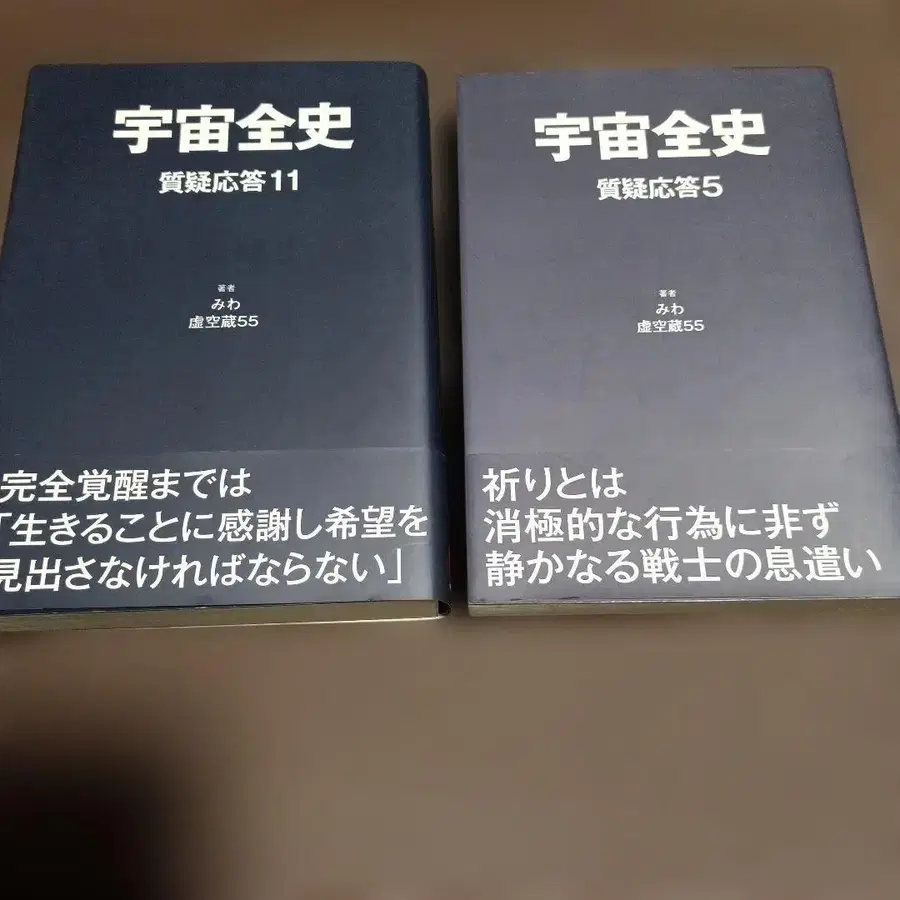 宇宙全史
質疑応答11
著者
みわ
虚空蔵55
完全覚醒までは
「生きることに感謝し希望を
見出さなければならない」
宇宙全史
質疑応答5
著者
みわ
虚空蔵55
祈りとは
消極的な行為に非ず
静かなる戦士の息遣い